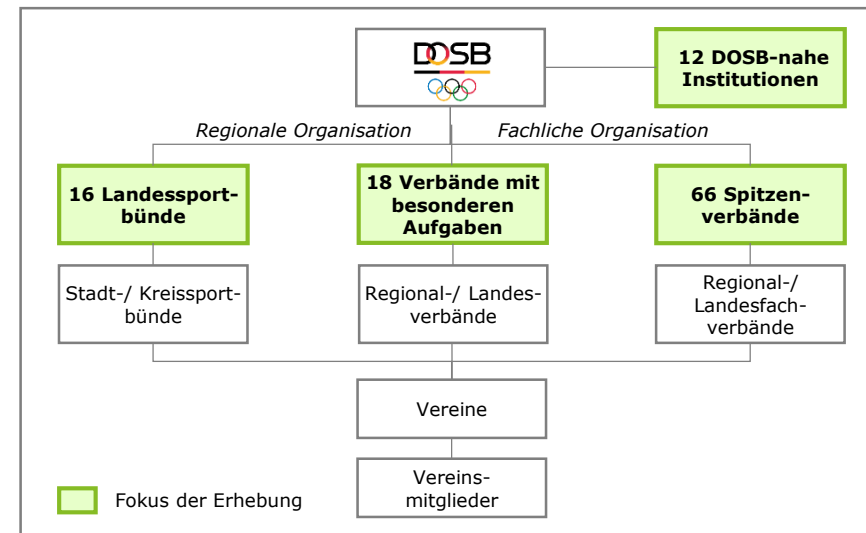 DOSB
12 DOSB-nahe
Institutionen
Regionale Organisation
Fachliche Organisation
16 Landessport-
bünde
18 Verbände mit
besonderen
Aufgaben
66 Spitzen-
verbände
Stadt-/ Kreissport-
bünde
Regional-/ Landes-
verbände
Regional-/
Landesfach-
verbände
Vereine
Vereins-
mitglieder
Fokus der Erhebung